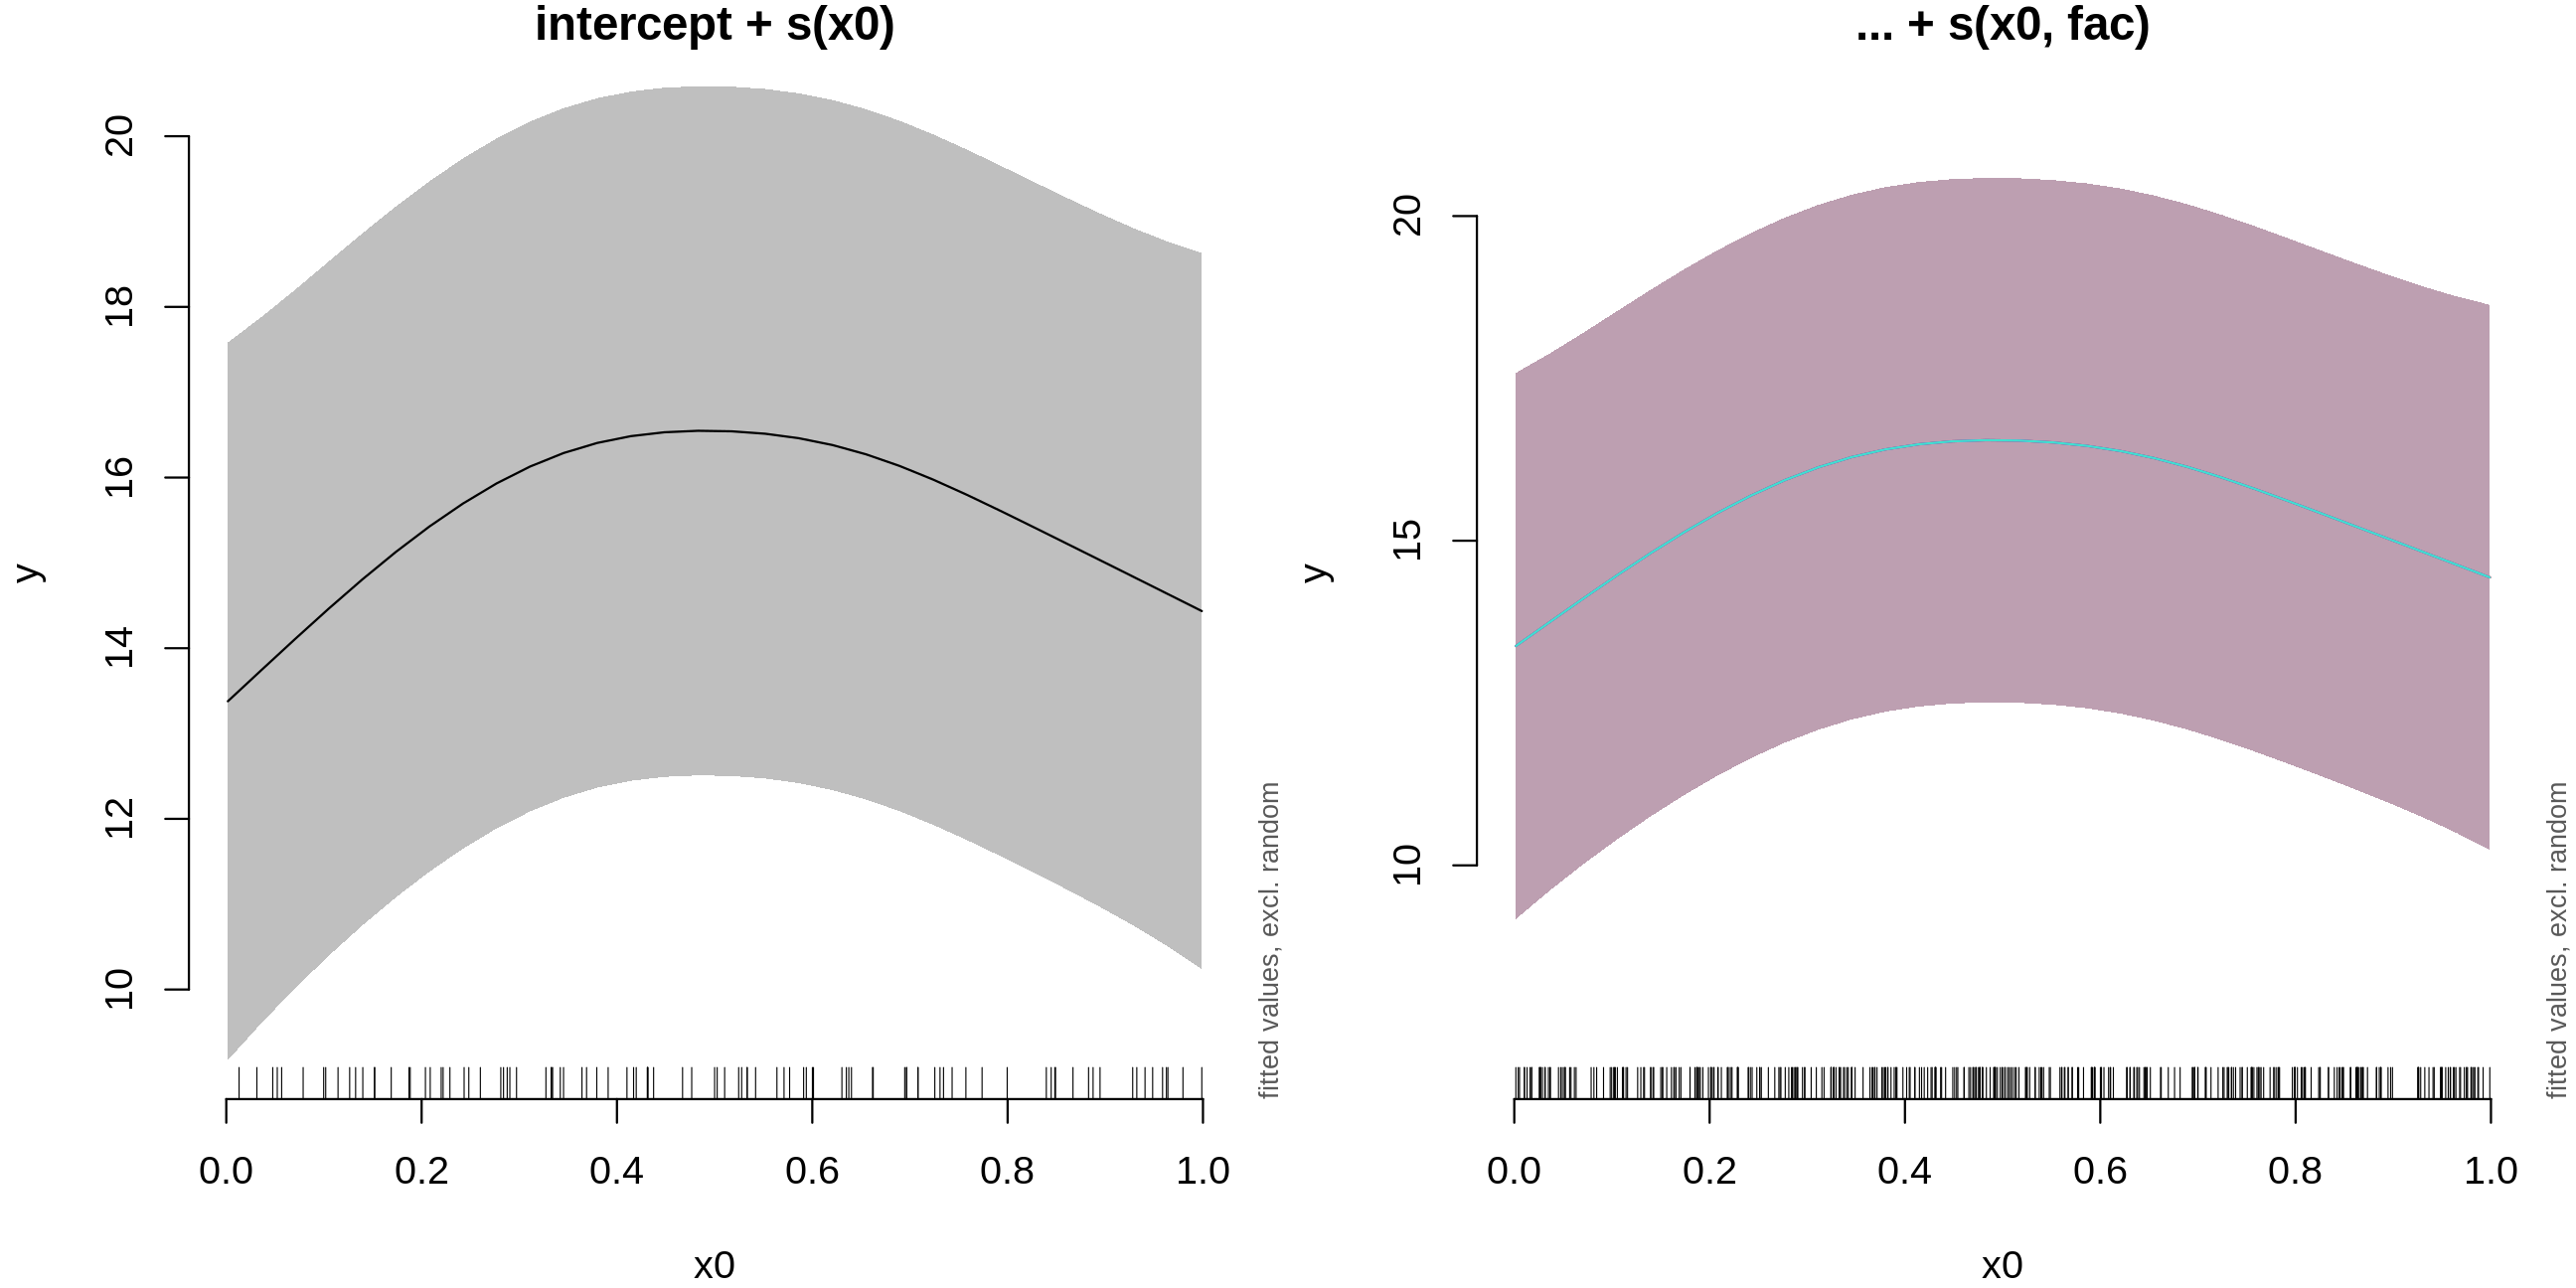 intercept + s(x0)
20
18
16
14
12
10
y
0.0 0.2 0.4 0.6 0.8 1.0
x0
fitted values, excl. random
... + s(x0, fac)
20
15
10
y
0.0 0.2 0.4 0.6 0.8 1.0
x0
fitted values, excl. random